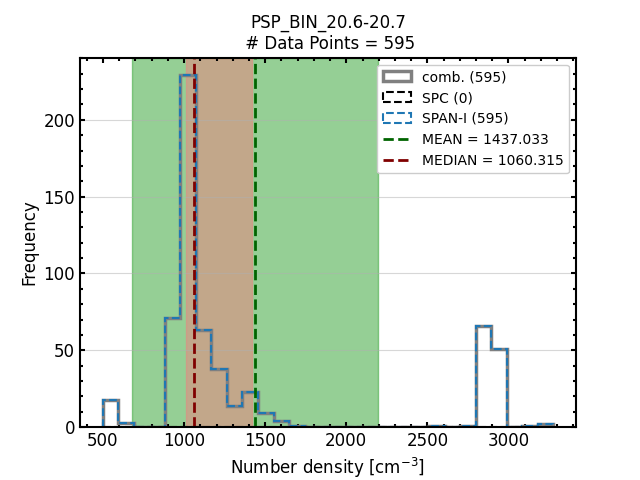 PSP_BIN_20.6-20.7
# Data Points = 595
comb. (595)
SPC (0)
SPAN-I (595)
MEAN = 1437.033
MEDIAN = 1060.315
Frequency
200
150
100
50
0
500 1000 1500 2000 2500 3000
Number density [cm⁻³]